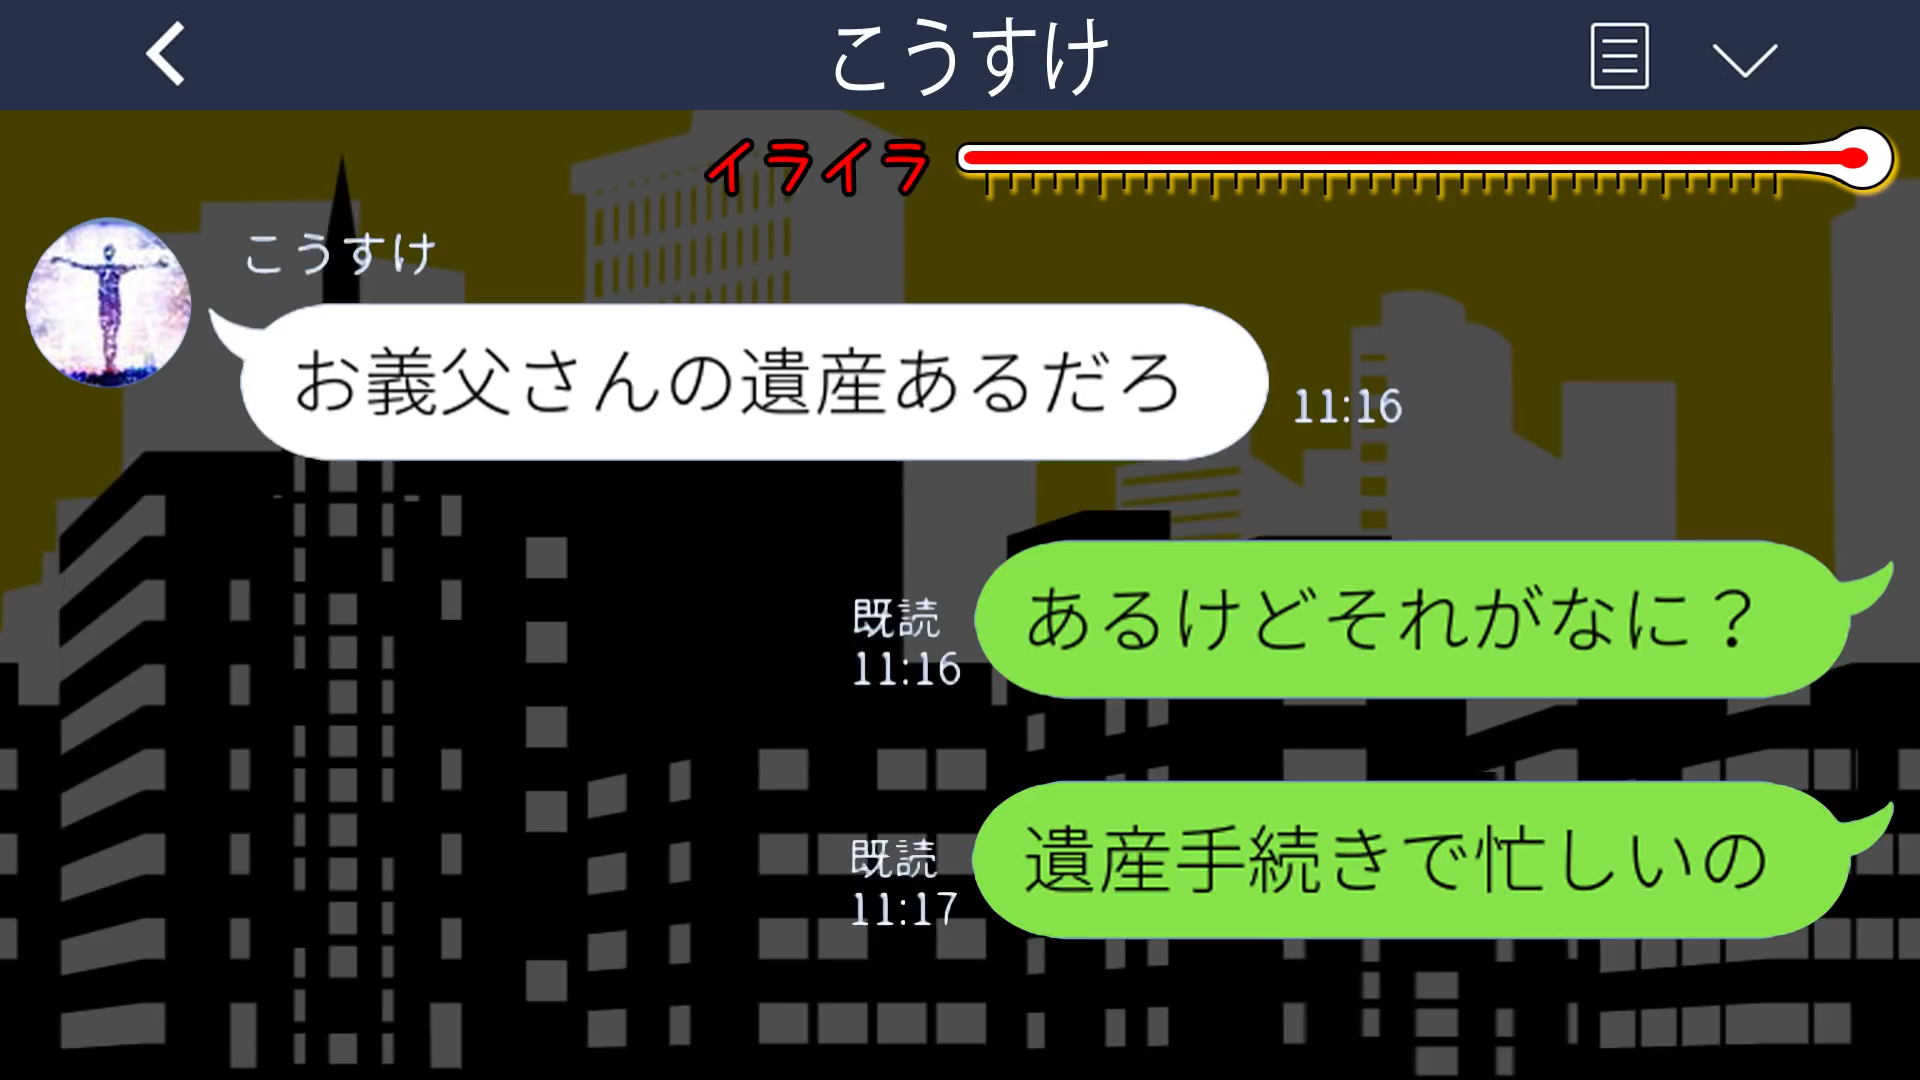 こうすけ
イライラ
こうすけ
お義父さんの遺産あるだろ
11:16
あるけどそれがなに？
既読
11:16
遺産手続きで忙しいの
既読
11:17